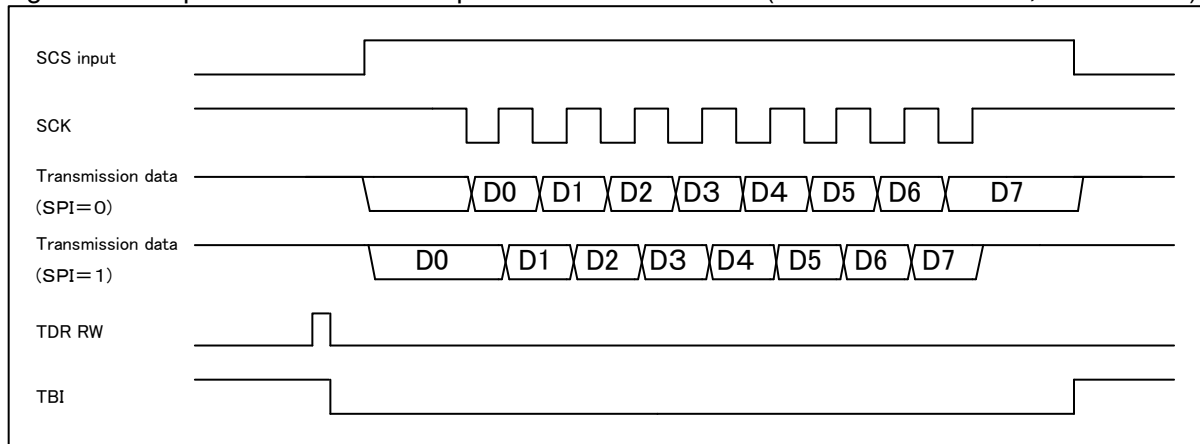 SCS input
SCK
Transmission data
(SPI=0)
D0 D1 D2 D3 D4 D5 D6 D7
Transmission data
(SPI=1)
D0 D1 D2 D3 D4 D5 D6 D7
TDR RW
TBI